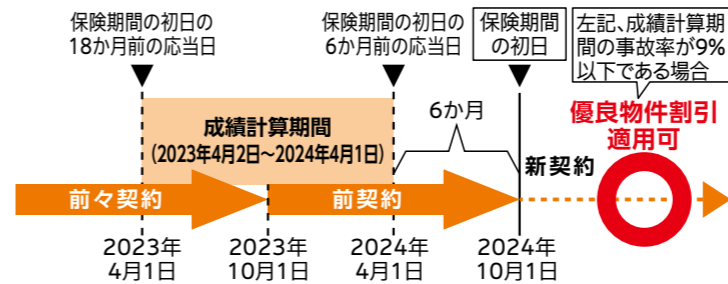 保険期間の初日の
18か月前の応当日
保険期間の初日の
6か月前の応当日
保険期間
の初日
左記、成績計算期
間の事故率が9%
以下である場合
優良物件割引
適用可
成績計算期間
(2023年4月2日～2024年4月1日)
6か月
新契約
前々契約
前契約
2023年
4月1日
2023年
10月1日
2024年
4月1日
2024年
10月1日